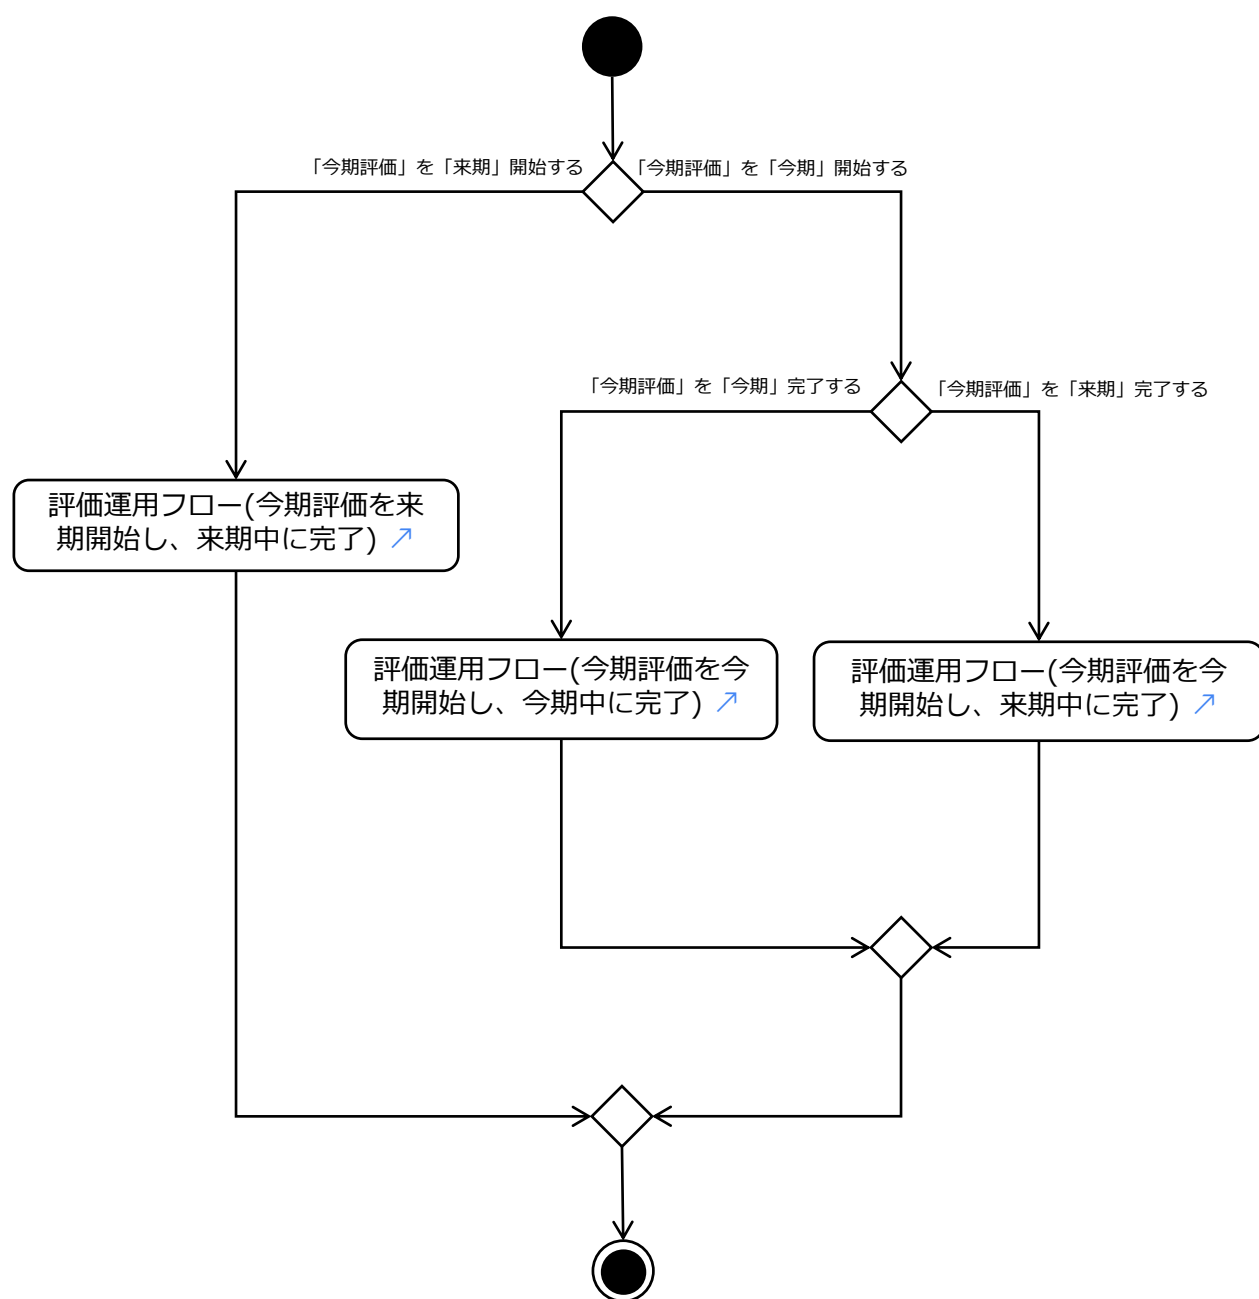 「今期評価」を「来期」開始する
「今期評価」を「今期」開始する
「今期評価」を「今期」完了する
「今期評価」を「来期」完了する
評価運用フロー(今期評価を来
期開始し、来期中に完了) ↗
評価運用フロー(今期評価を今
期開始し、今期中に完了) ↗
評価運用フロー(今期評価を今
期開始し、来期中に完了) ↗